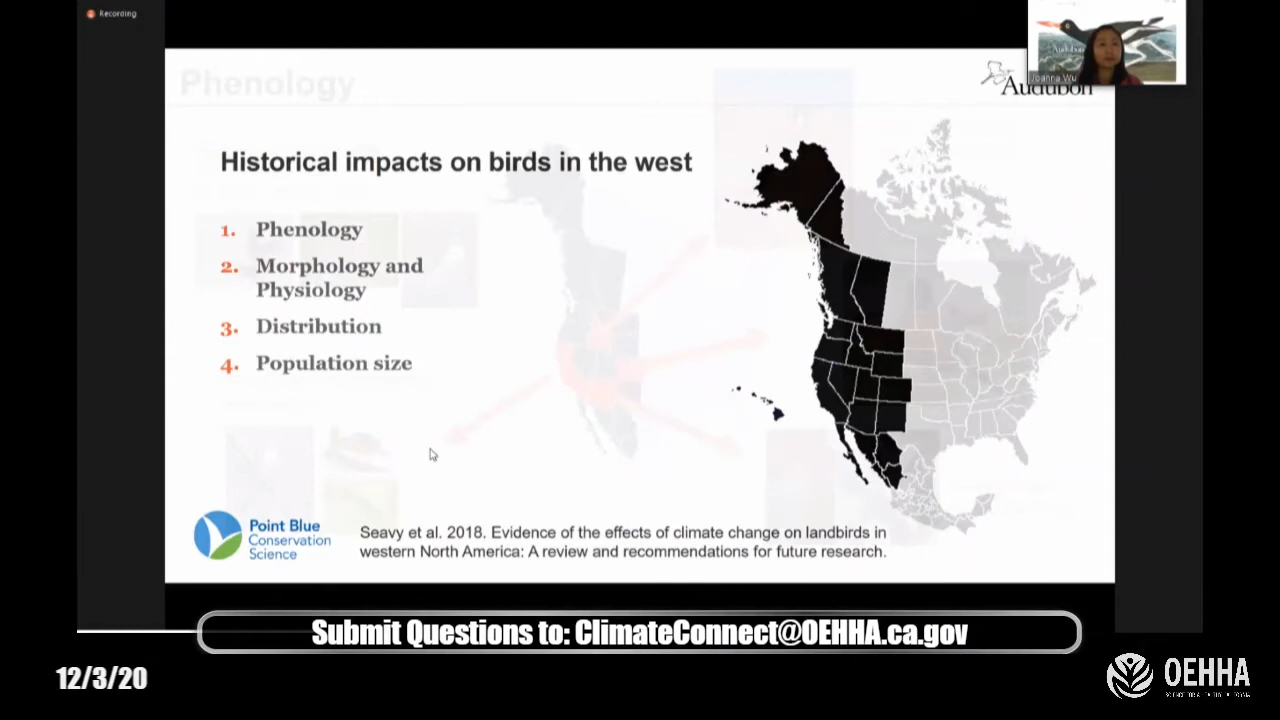 Recording
Phenology
Audubon
Joanna Wu
Audubon
Historical impacts on birds in the west
1. Phenology
2. Morphology and
Physiology
3. Distribution
4. Population size
Point Blue
Conservation
Science
Seavy et al. 2018. Evidence of the effects of climate change on landbirds in
western North America: A review and recommendations for future research.
Submit Questions to: ClimateConnect@OEHHA.ca.gov
12/3/20
OEHHA